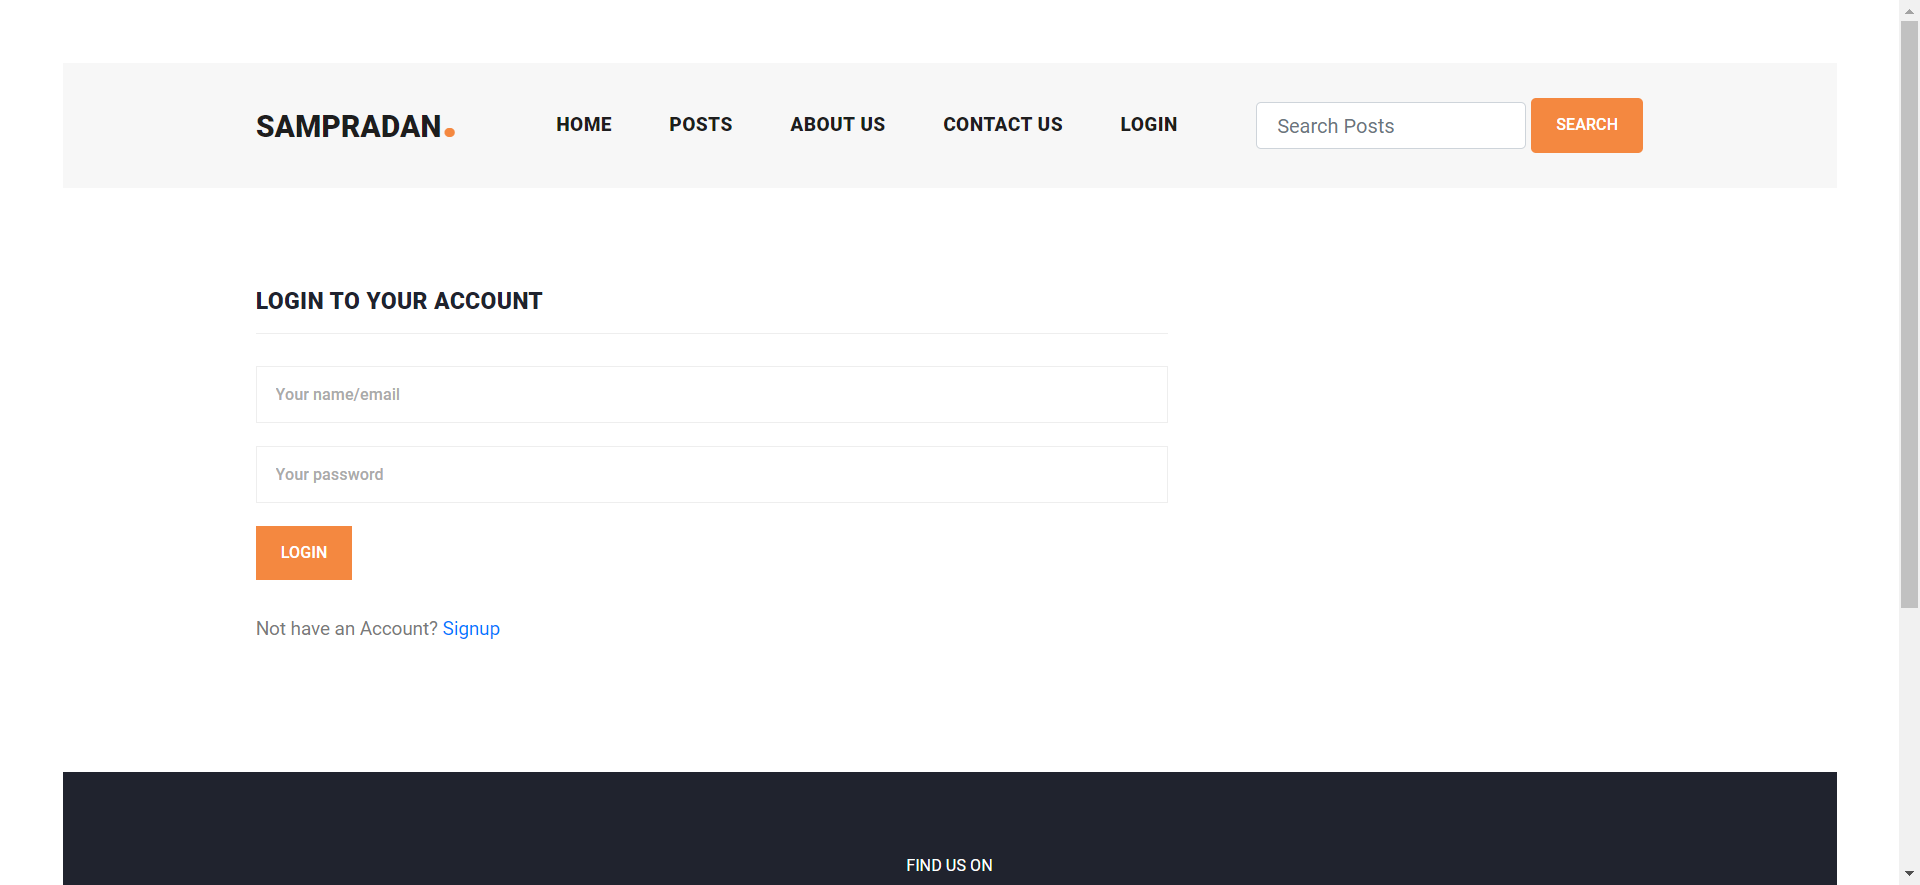 SAMPRADAN. HOME POSTS ABOUT US CONTACT US LOGIN Search Posts SEARCH
LOGIN TO YOUR ACCOUNT
Your name/email
Your password
LOGIN
Not have an Account? Signup
FIND US ON